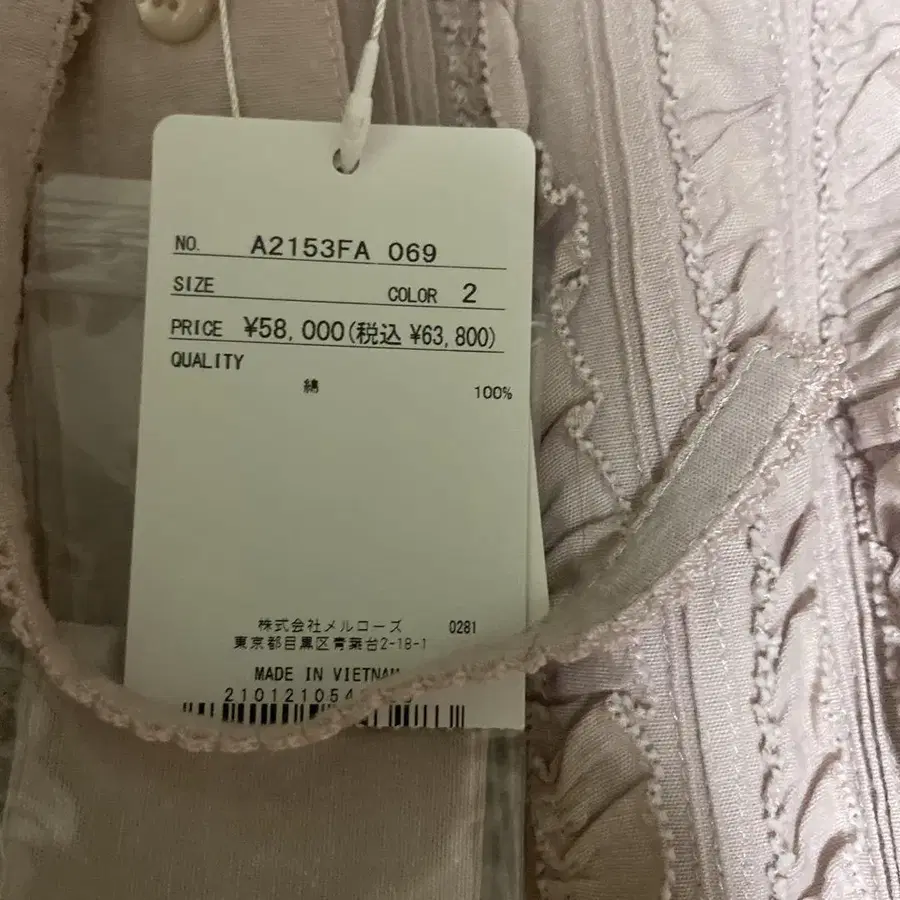 NO. A2153FA 069
SIZE COLOR 2
PRICE ¥58,000(税込 ¥63,800)
QUALITY
綿 100%
株式会社メルローズ 0281
東京都目黒区青葉台2-18-1
MADE IN VIETNAM
210121054